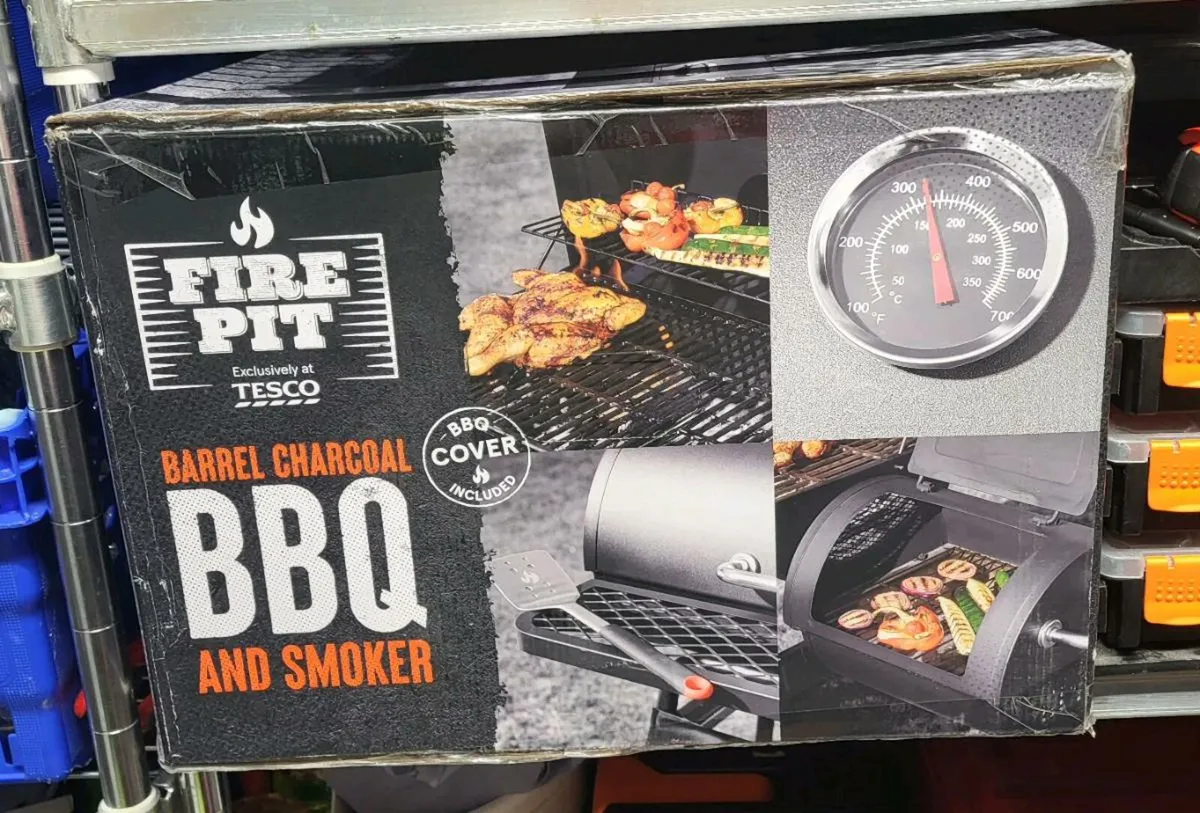 FIRE
PIT
Exclusively at
TESCO
BARREL CHARCOAL
BBQ
AND SMOKER
BBQ
COVER
INCLUDED
300
400
200
500
100
600
°F
700
150
200
100
250
50
300
°C
350